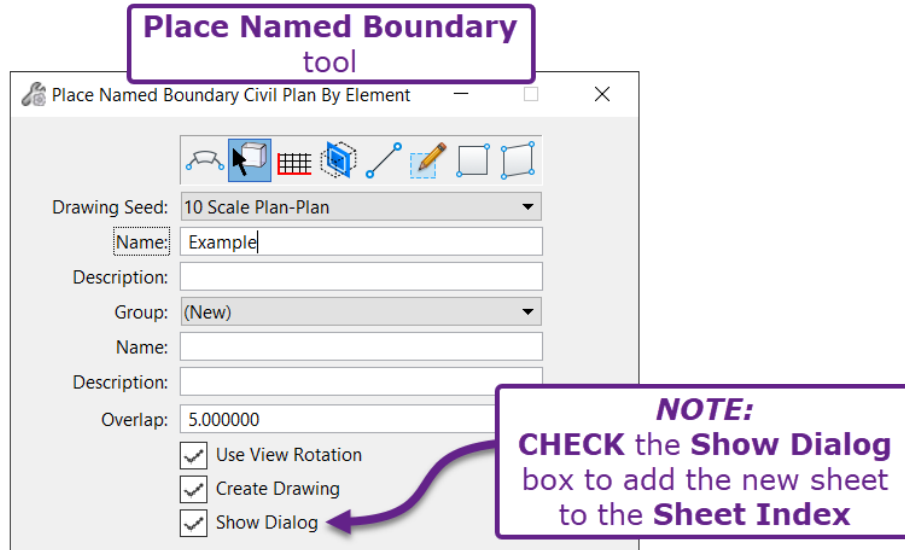 Place Named Boundary
tool
Place Named Boundary Civil Plan By Element
Drawing Seed: 10 Scale Plan-Plan
Name: Example
Description:
Group: (New)
Name:
Description:
Overlap: 5.000000
Use View Rotation
Create Drawing
Show Dialog
NOTE:
CHECK the Show Dialog
box to add the new sheet
to the Sheet Index